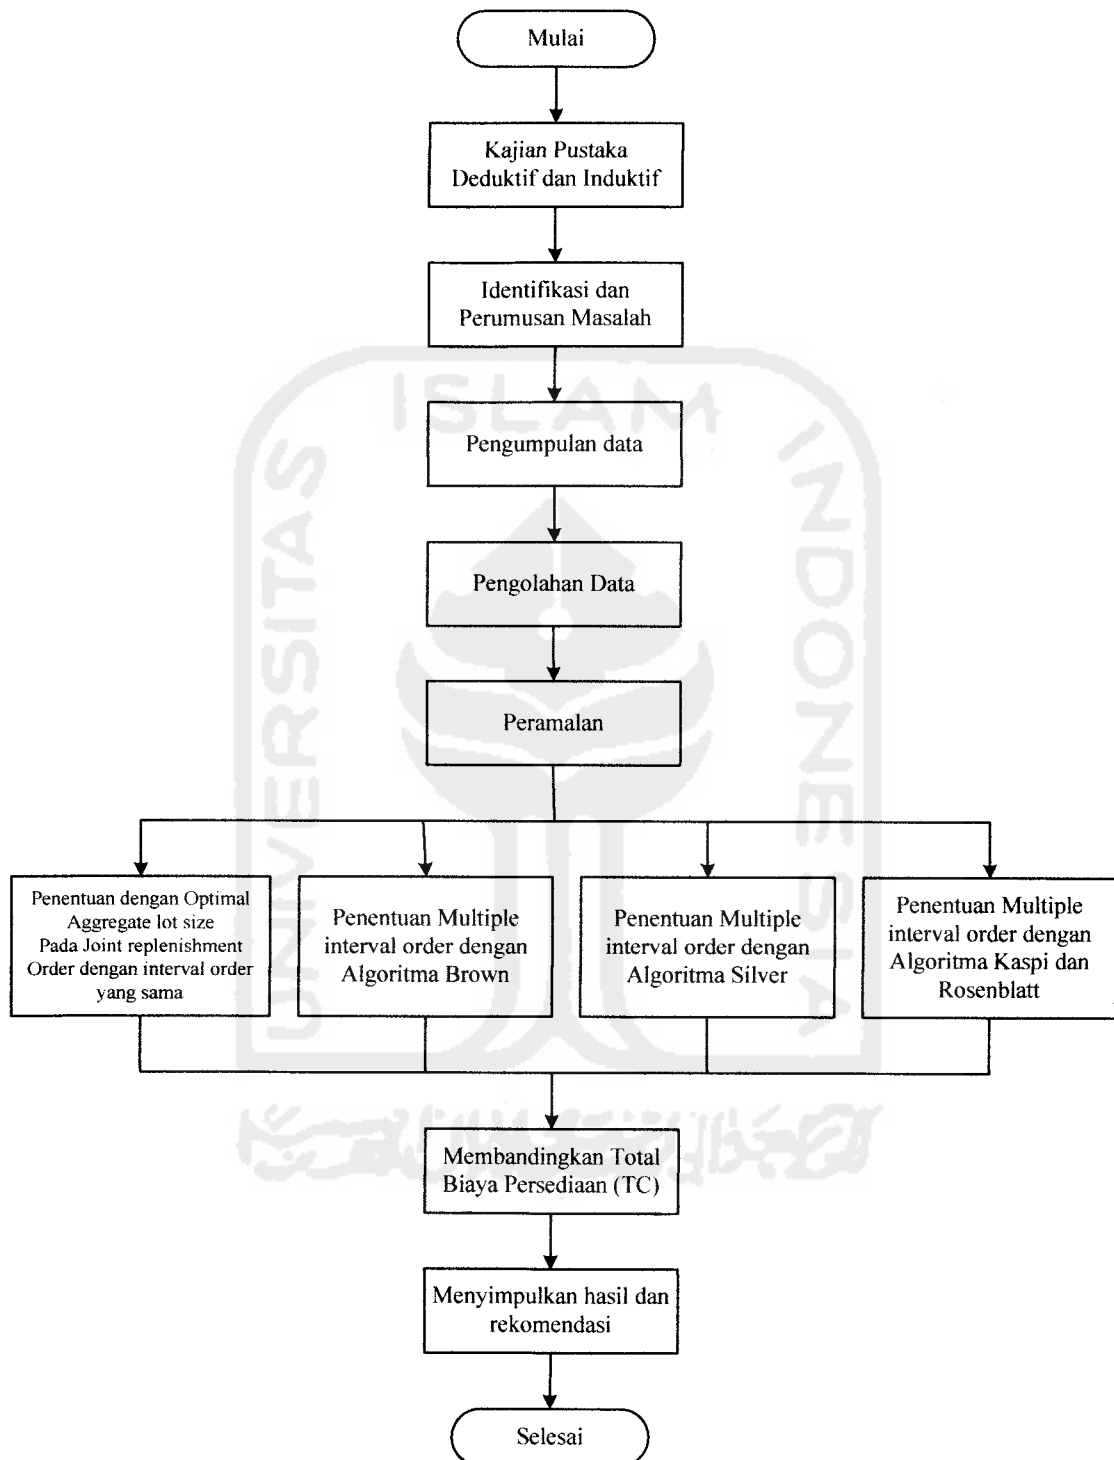 Mulai
Kajian Pustaka
Deduktif dan Induktif
Identifikasi dan
Perumusan Masalah
Pengumpulan data
Pengolahan Data
Peramalan
Penentuan dengan Optimal
Aggregate lot size
Pada Joint replenishment
Order dengan interval order
yang sama
Penentuan Multiple
interval order dengan
Algoritma Brown
Penentuan Multiple
interval order dengan
Algoritma Silver
Penentuan Multiple
interval order dengan
Algoritma Kaspi dan
Rosenblatt
Membandingkan Total
Biaya Persediaan (TC)
Menyimpulkan hasil dan
rekomendasi
Selesai
UNIVERSITAS
ISLAM
INDONESIA